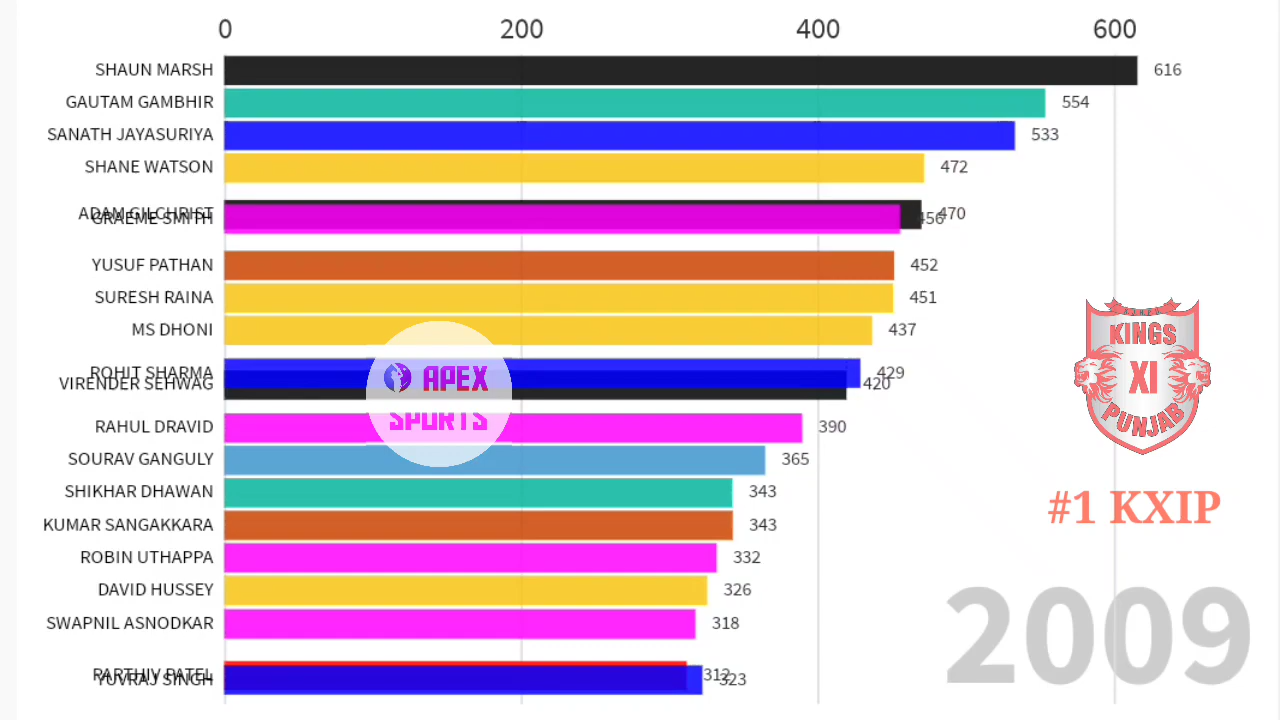 0 200 400 600
SHAUN MARSH 616
GAUTAM GAMBHIR 554
SANATH JAYASURIYA 533
SHANE WATSON 472
ADAM GILCHRIST 470
GRAEME SMITH 456
YUSUF PATHAN 452
SURESH RAINA 451
MS DHONI 437
ROHIT SHARMA 429
VIRENDER SEHWAG 420
RAHUL DRAVID 390
SOURAV GANGULY 365
SHIKHAR DHAWAN 343
KUMAR SANGAKKARA 343
ROBIN UTHAPPA 332
DAVID HUSSEY 326
SWAPNIL ASNODKAR 318
PARTHIV PATEL 312
YUVRAJ SINGH 323
APEX
SPORTS
KINGS
XI
PUNJAB
#1 KXIP
2009